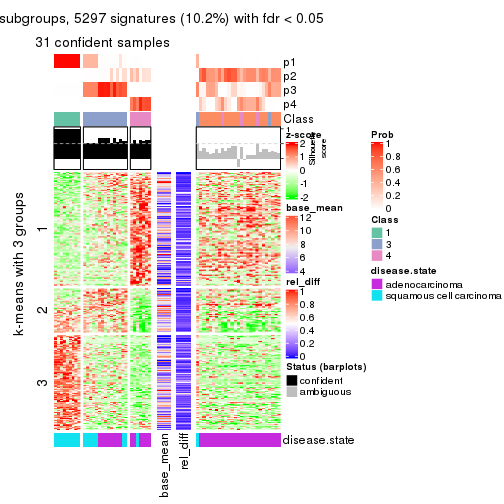 subgroups, 5297 signatures (10.2%) with fdr < 0.05
31 confident samples
p1
p2
p3
p4
Class
1
Silhouette
score
k-means with 3 groups
1
2
3
disease.state
base_mean
rel_diff
z-score
2
1
0
-1
-2
base_mean
12
10
8
6
4
rel_diff
1
0.8
0.6
0.4
0.2
0
Status (barplots)
confident
ambiguous
Prob
1
0.8
0.6
0.4
0.2
0
Class
1
3
4
disease.state
adenocarcinoma
squamous cell carcinoma